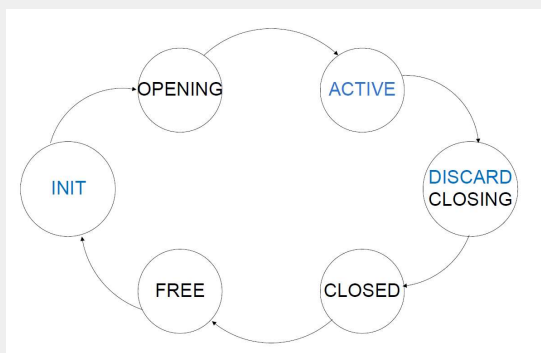 OPENING
ACTIVE
INIT
DISCARD
CLOSING
FREE
CLOSED